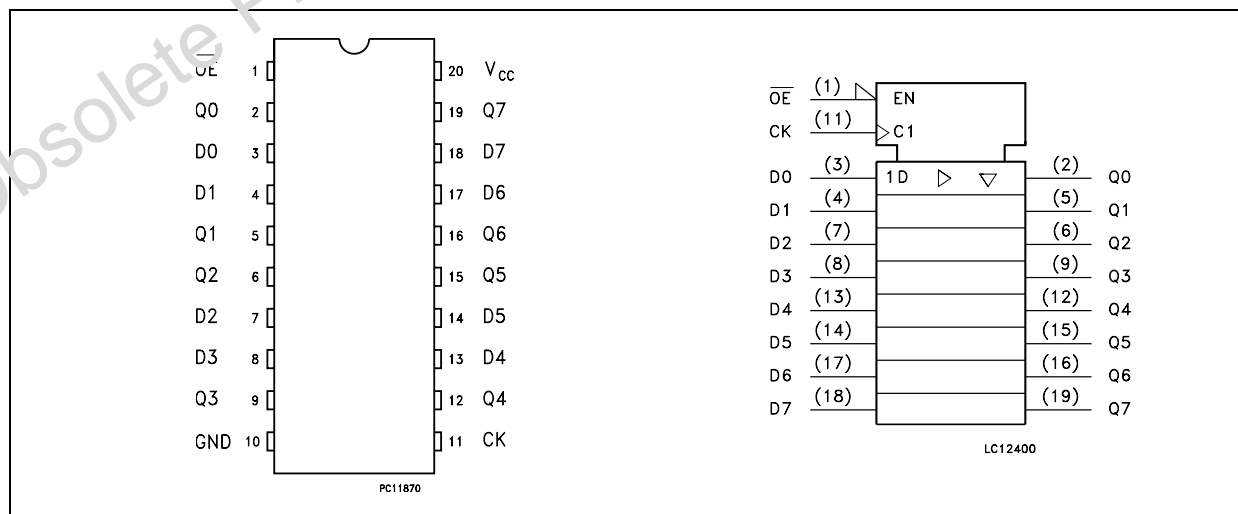 Obsolete P
OE 1 20 VCC
Q0 2 19 Q7
D0 3 18 D7
D1 4 17 D6
Q1 5 16 Q6
Q2 6 15 Q5
D2 7 14 D5
D3 8 13 D4
Q3 9 12 Q4
GND 10 11 CK
PC11870
OE (1) EN
CK (11) C1
D0 (3) 1D (2) Q0
D1 (4) (5) Q1
D2 (7) (6) Q2
D3 (8) (9) Q3
D4 (13) (12) Q4
D5 (14) (15) Q5
D6 (17) (16) Q6
D7 (18) (19) Q7
LC12400